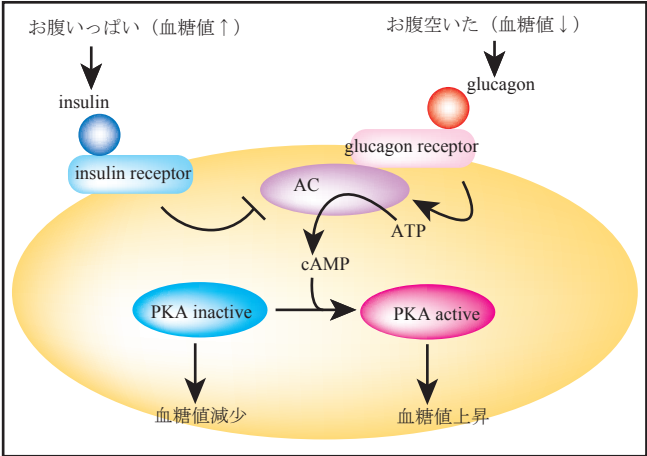 お腹いっぱい（血糖値↑）
お腹空いた（血糖値↓）
insulin
glucagon
insulin receptor
glucagon receptor
AC
ATP
cAMP
PKA inactive
PKA active
血糖値減少
血糖値上昇